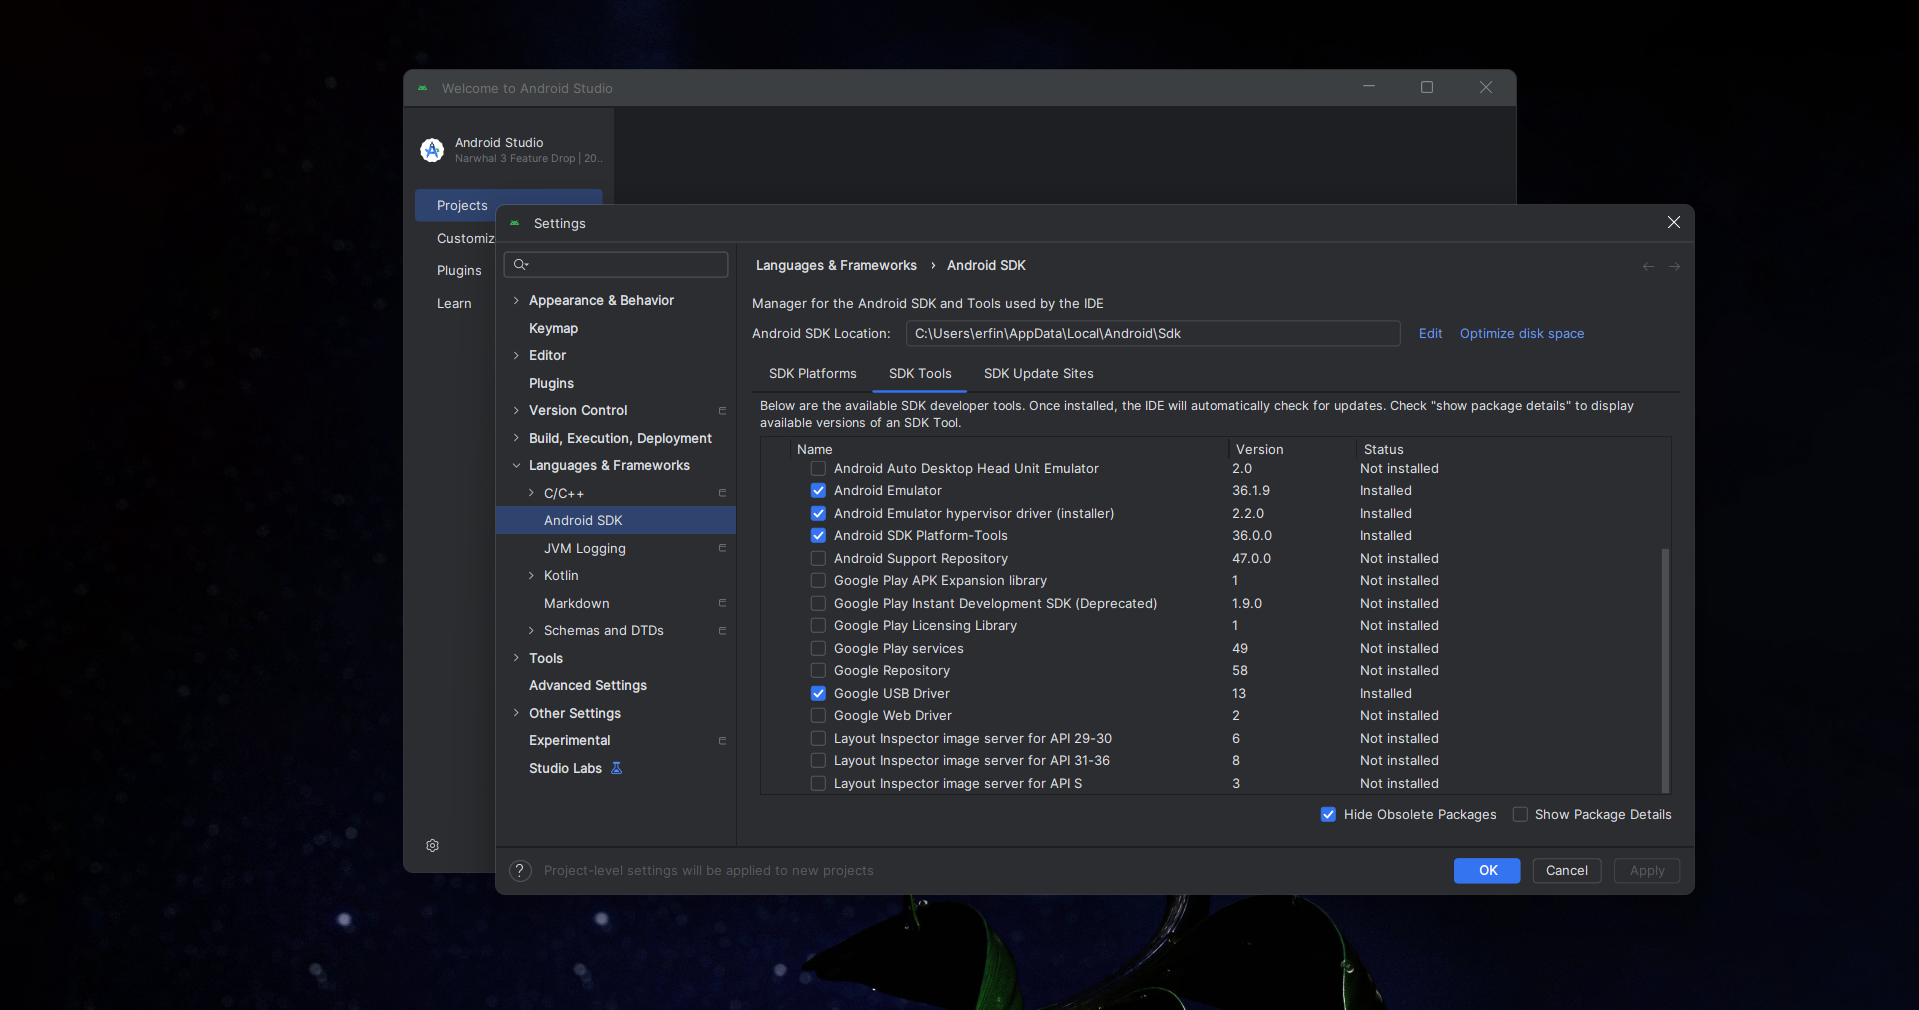 Welcome to Android Studio
Android Studio
Narwhal 3 Feature Drop | 20..
Projects
Customiz
Plugins
Learn
Settings
Appearance & Behavior
Keymap
Editor
Plugins
Version Control
Build, Execution, Deployment
Languages & Frameworks
C/C++
Android SDK
JVM Logging
Kotlin
Markdown
Schemas and DTDs
Tools
Advanced Settings
Other Settings
Experimental
Studio Labs
Languages & Frameworks › Android SDK
Manager for the Android SDK and Tools used by the IDE
Android SDK Location: C:\Users\erfin\AppData\Local\Android\Sdk Edit Optimize disk space
SDK Platforms SDK Tools SDK Update Sites
Below are the available SDK developer tools. Once installed, the IDE will automatically check for updates. Check "show package details" to display
available versions of an SDK Tool.
Name Version Status
Android Auto Desktop Head Unit Emulator 2.0 Not installed
Android Emulator 36.1.9 Installed
Android Emulator hypervisor driver (installer) 2.2.0 Installed
Android SDK Platform-Tools 36.0.0 Installed
Android Support Repository 47.0.0 Not installed
Google Play APK Expansion library 1 Not installed
Google Play Instant Development SDK (Deprecated) 1.9.0 Not installed
Google Play Licensing Library 1 Not installed
Google Play services 49 Not installed
Google Repository 58 Not installed
Google USB Driver 13 Installed
Google Web Driver 2 Not installed
Layout Inspector image server for API 29-30 6 Not installed
Layout Inspector image server for API 31-36 8 Not installed
Layout Inspector image server for API S 3 Not installed
Hide Obsolete Packages Show Package Details
? Project-level settings will be applied to new projects
OK Cancel Apply